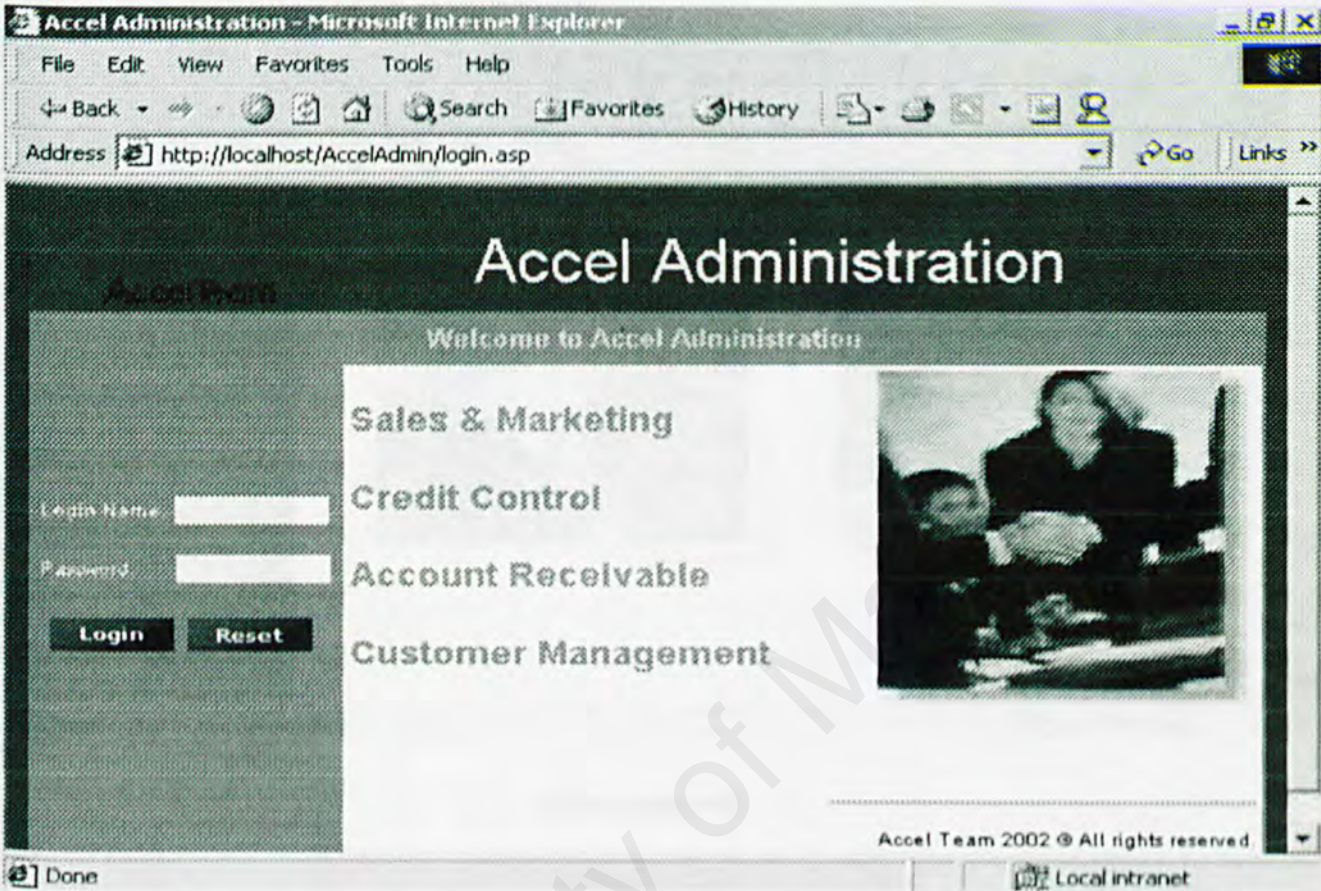 Accel Administration - Microsoft Internet Explorer
File Edit View Favorites Tools Help
Back Search Favorites History
Address http://localhost/AccelAdmin/login.asp Go Links »
Accel Administration
Accel Team
Welcome to Accel Administration
Sales & Marketing
Credit Control
Login Name
Account Receivable
Password
Login Reset
Customer Management
Accel Team 2002 @ All rights reserved
Done Local intranet